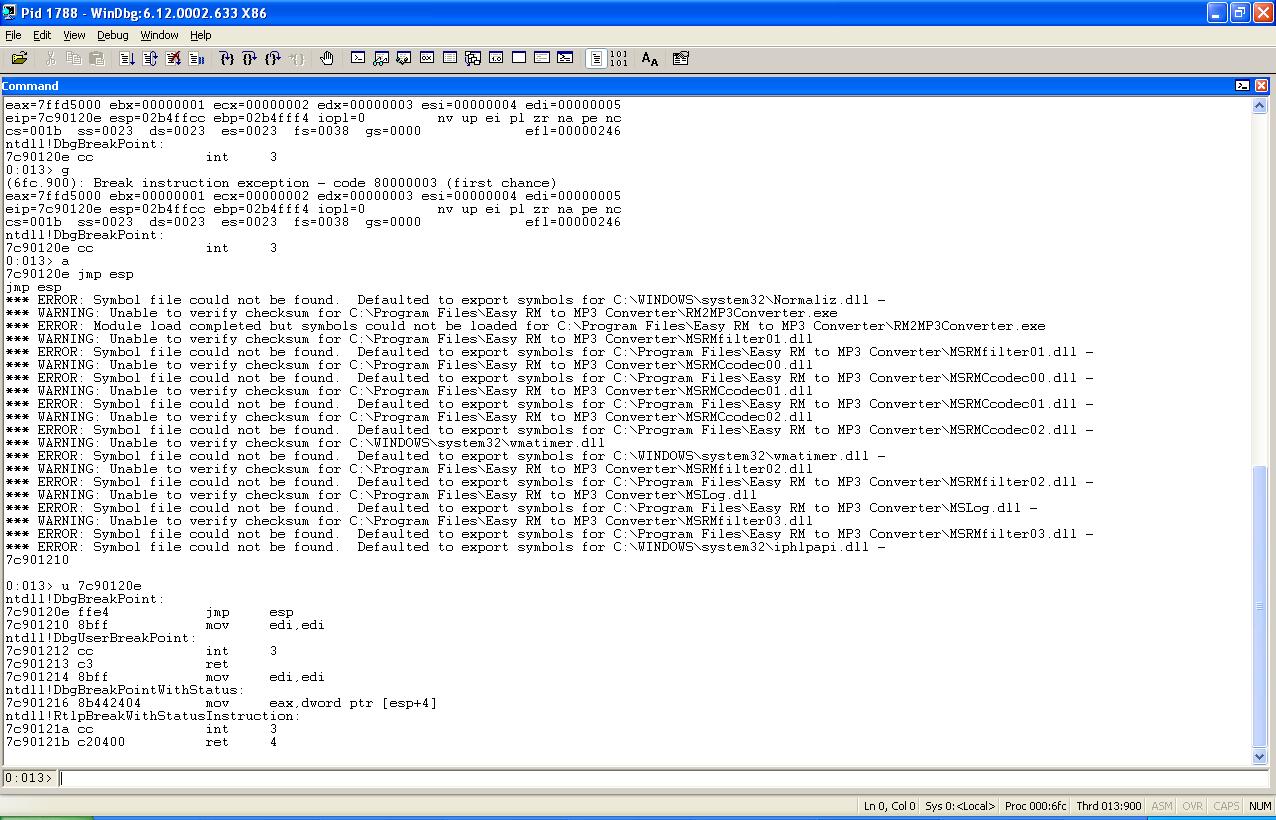 Pid 1788 - WinDbg:6.12.0002.633 X86
File Edit View Debug Window Help
Command
eax=7ffd5000 ebx=00000001 ecx=00000002 edx=00000003 esi=00000004 edi=00000005
eip=7c90120e esp=02b4ffcc ebp=02b4fff4 iopl=0         nv up ei pl zr na pe nc
cs=001b  ss=0023  ds=0023  es=0023  fs=0038  gs=0000             efl=00000246
ntdll!DbgBreakPoint:
7c90120e cc              int     3
0:013> g
(6fc.900): Break instruction exception - code 80000003 (first chance)
eax=7ffd5000 ebx=00000001 ecx=00000002 edx=00000003 esi=00000004 edi=00000005
eip=7c90120e esp=02b4ffcc ebp=02b4fff4 iopl=0         nv up ei pl zr na pe nc
cs=001b  ss=0023  ds=0023  es=0023  fs=0038  gs=0000             efl=00000246
ntdll!DbgBreakPoint:
7c90120e cc              int     3
0:013> a
7c90120e jmp esp
jmp esp
*** ERROR: Symbol file could not be found.  Defaulted to export symbols for C:\WINDOWS\system32\Normaliz.dll -
*** WARNING: Unable to verify checksum for C:\Program Files\Easy RM to MP3 Converter\RM2MP3Converter.exe
*** ERROR: Module load completed but symbols could not be loaded for C:\Program Files\Easy RM to MP3 Converter\RM2MP3Converter.exe
*** WARNING: Unable to verify checksum for C:\Program Files\Easy RM to MP3 Converter\MSRMfilter01.dll
*** ERROR: Symbol file could not be found.  Defaulted to export symbols for C:\Program Files\Easy RM to MP3 Converter\MSRMfilter01.dll -
*** WARNING: Unable to verify checksum for C:\Program Files\Easy RM to MP3 Converter\MSRMCcodec00.dll
*** ERROR: Symbol file could not be found.  Defaulted to export symbols for C:\Program Files\Easy RM to MP3 Converter\MSRMCcodec00.dll -
*** WARNING: Unable to verify checksum for C:\Program Files\Easy RM to MP3 Converter\MSRMCcodec01.dll
*** ERROR: Symbol file could not be found.  Defaulted to export symbols for C:\Program Files\Easy RM to MP3 Converter\MSRMCcodec01.dll -
*** WARNING: Unable to verify checksum for C:\Program Files\Easy RM to MP3 Converter\MSRMCcodec02.dll
*** ERROR: Symbol file could not be found.  Defaulted to export symbols for C:\Program Files\Easy RM to MP3 Converter\MSRMCcodec02.dll -
*** WARNING: Unable to verify checksum for C:\WINDOWS\system32\wmatimer.dll
*** ERROR: Symbol file could not be found.  Defaulted to export symbols for C:\WINDOWS\system32\wmatimer.dll -
*** WARNING: Unable to verify checksum for C:\Program Files\Easy RM to MP3 Converter\MSRMfilter02.dll
*** ERROR: Symbol file could not be found.  Defaulted to export symbols for C:\Program Files\Easy RM to MP3 Converter\MSRMfilter02.dll -
*** WARNING: Unable to verify checksum for C:\Program Files\Easy RM to MP3 Converter\MSLog.dll
*** ERROR: Symbol file could not be found.  Defaulted to export symbols for C:\Program Files\Easy RM to MP3 Converter\MSLog.dll -
*** WARNING: Unable to verify checksum for C:\Program Files\Easy RM to MP3 Converter\MSRMfilter03.dll
*** ERROR: Symbol file could not be found.  Defaulted to export symbols for C:\Program Files\Easy RM to MP3 Converter\MSRMfilter03.dll -
*** ERROR: Symbol file could not be found.  Defaulted to export symbols for C:\WINDOWS\system32\iphlpapi.dll -
7c901210
0:013> u 7c90120e
ntdll!DbgBreakPoint:
7c90120e ffe4            jmp     esp
7c901210 8bff            mov     edi,edi
ntdll!DbgUserBreakPoint:
7c901212 cc              int     3
7c901213 c3              ret
7c901214 8bff            mov     edi,edi
ntdll!DbgBreakPointWithStatus:
7c901216 8b442404        mov     eax,dword ptr [esp+4]
ntdll!RtlpBreakWithStatusInstruction:
7c90121a cc              int     3
7c90121b c20400          ret     4
0:013>
Ln 0, Col 0 Sys 0:<Local> Proc 000:6fc Thrd 013:900 ASM OVR CAPS NUM